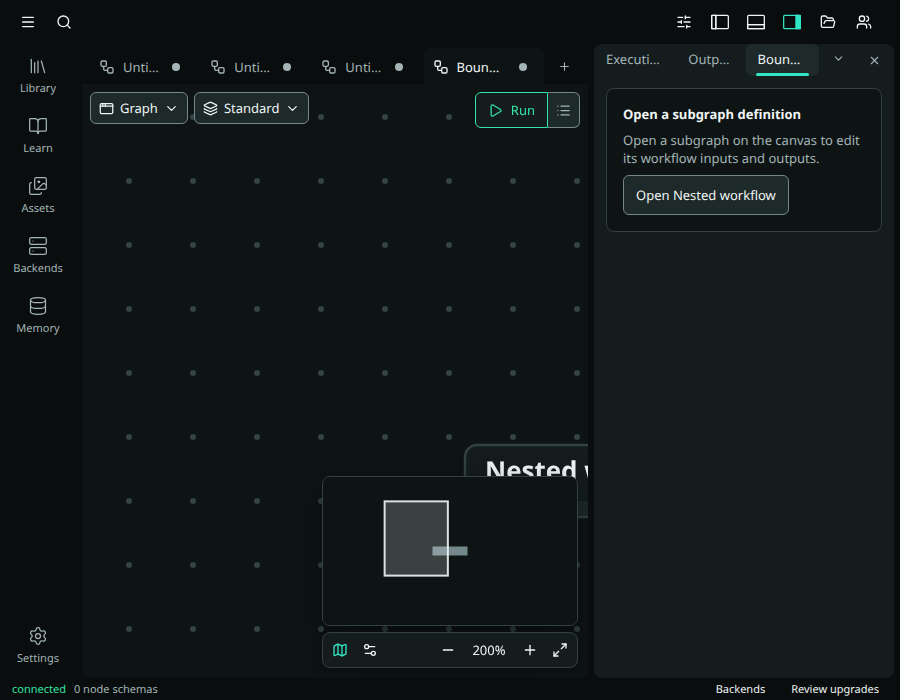 Library
Learn
Assets
Backends
Memory
Settings
Unti...
Unti...
Unti...
Boun...
Graph
Standard
Run
Nested
200%
Executi...
Outp...
Boun...
Open a subgraph definition
Open a subgraph on the canvas to edit
its workflow inputs and outputs.
Open Nested workflow
connected
0 node schemas
Backends
Review upgrades